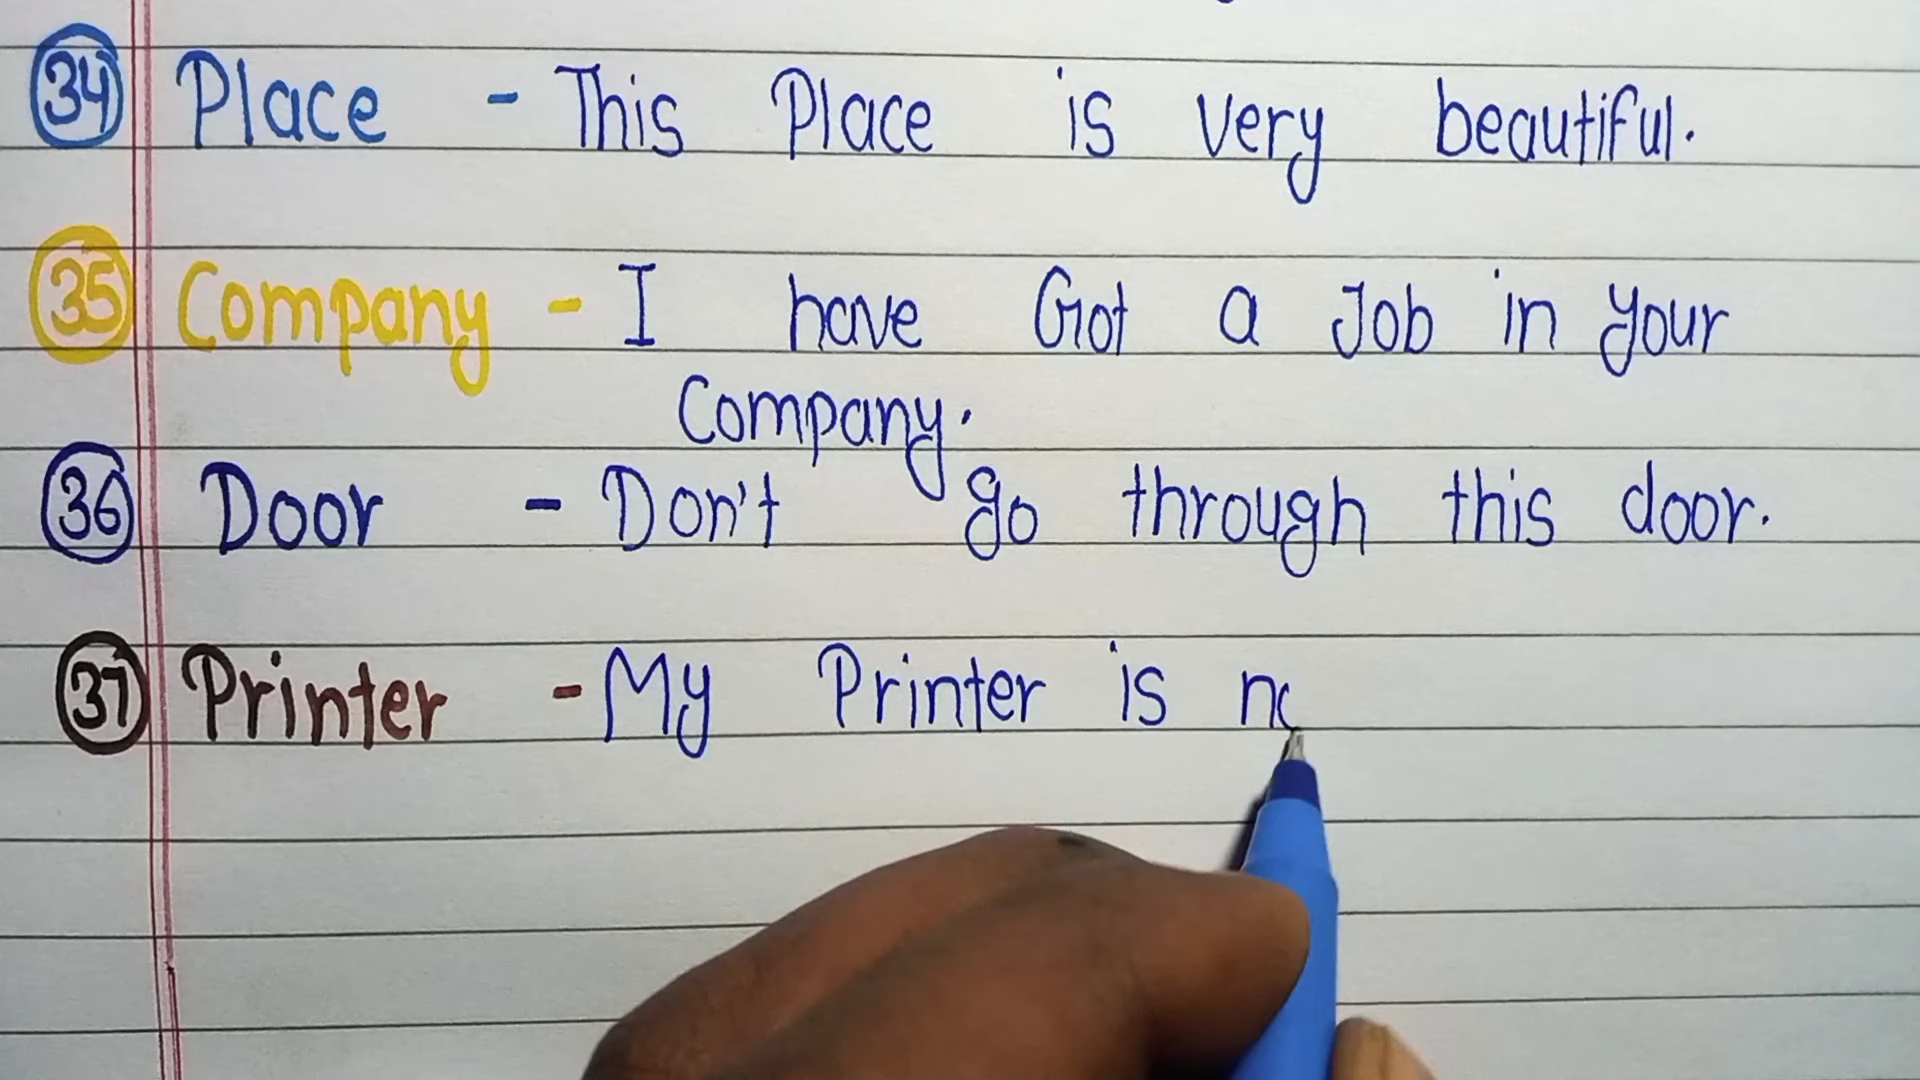 34 Place - This Place is very beautiful.
35 Company - I have Got a Job in your
Company.
36 Door - Don't go through this door.
37 Printer - My Printer is